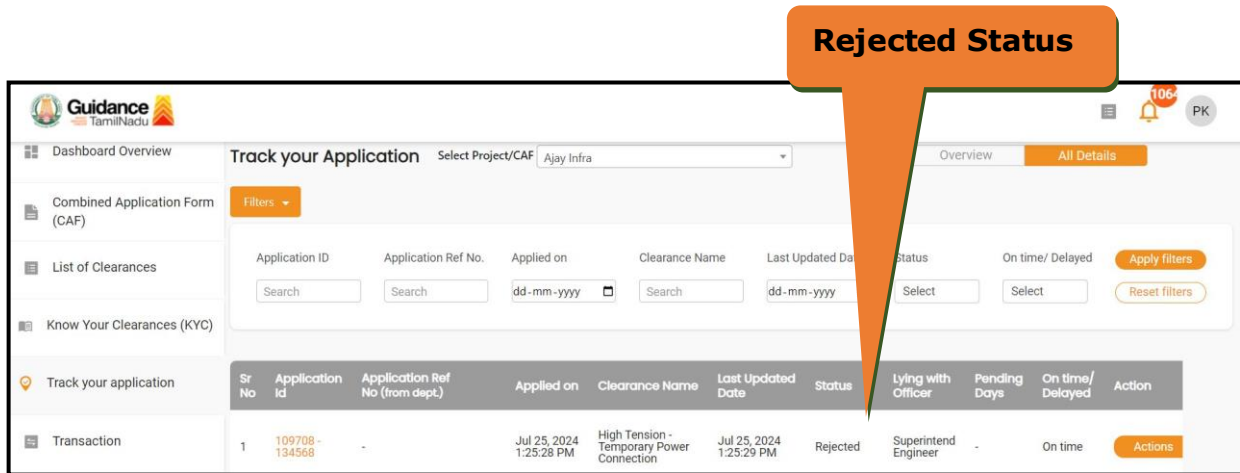 Rejected Status
Guidance
TamilNadu
1064
PK
Dashboard Overview
Track your Application
Select Project/CAF
Ajay Infra
Overview
All Details
Combined Application Form
(CAF)
Filters
List of Clearances
Application ID
Application Ref No.
Applied on
Clearance Name
Last Updated Da
Status
On time/ Delayed
Apply filters
Search
Search
dd-mm-yyyy
Search
dd-mm-yyyy
Select
Select
Reset filters
Know Your Clearances (KYC)
Track your application
Sr
No
Application
Id
Application Ref
No (from dept.)
Applied on
Clearance Name
Last Updated
Date
Status
Lying with
Officer
Pending
Days
On time/
Delayed
Action
Transaction
1
109708 -
134568
-
Jul 25, 2024
1:25:28 PM
High Tension -
Temporary Power
Connection
Jul 25, 2024
1:25:29 PM
Rejected
Superintend
Engineer
-
On time
Actions